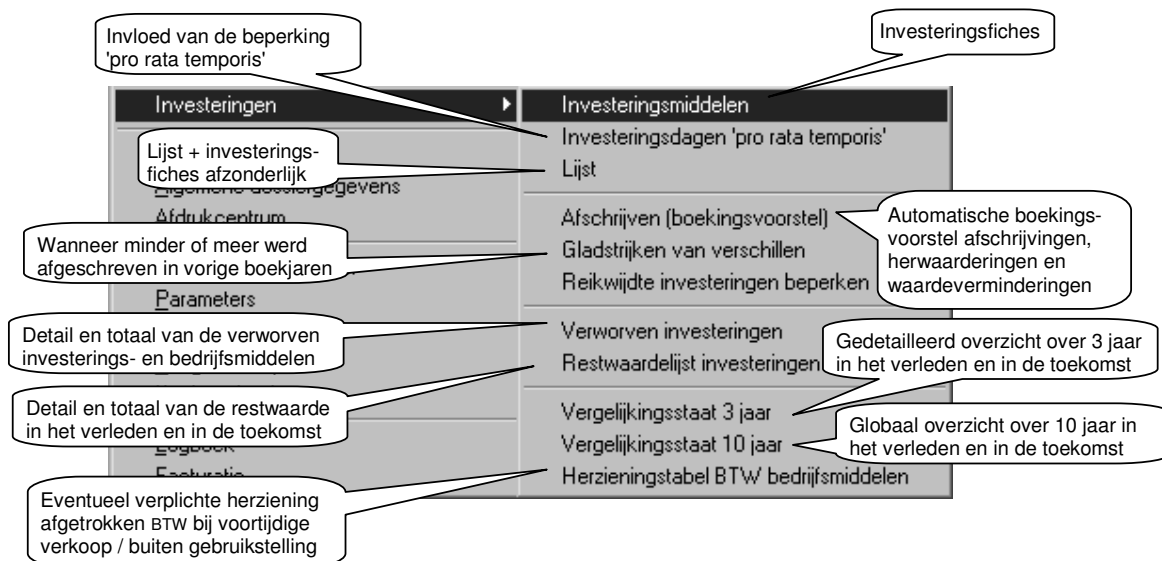 Invloed van de beperking
'pro rata temporis'
Investeringsfiches
Investeringen
Investeringsmiddelen
Investeringsdagen 'pro rata temporis'
Lijst + investerings-
fiches afzonderlijk
Lijst
Algemene dossiergegevens
Afdrukcentrum
Afschrijven (boekingsvoorstel)
Automatische boekings-
voorstel afschrijvingen,
herwaarderingen en
waardeverminderingen
Wanneer minder of meer werd
afgeschreven in vorige boekjaren
Gladstrijken van verschillen
Reikwijdte investeringen beperken
Parameters
Detail en totaal van de verworven
investerings- en bedrijfsmiddelen
Verworven investeringen
Gedetailleerd overzicht over 3 jaar
in het verleden en in de toekomst
Restwaardelijst investeringen
Detail en totaal van de restwaarde
in het verleden en in de toekomst
Vergelijkingsstaat 3 jaar
Globaal overzicht over 10 jaar in
het verleden en in de toekomst
Logboek
Vergelijkingsstaat 10 jaar
Facturatie
Herzieningstabel BTW bedrijfsmiddelen
Eventueel verplichte herziening
afgetrokken BTW bij voortijdige
verkoop / buiten gebruikstelling